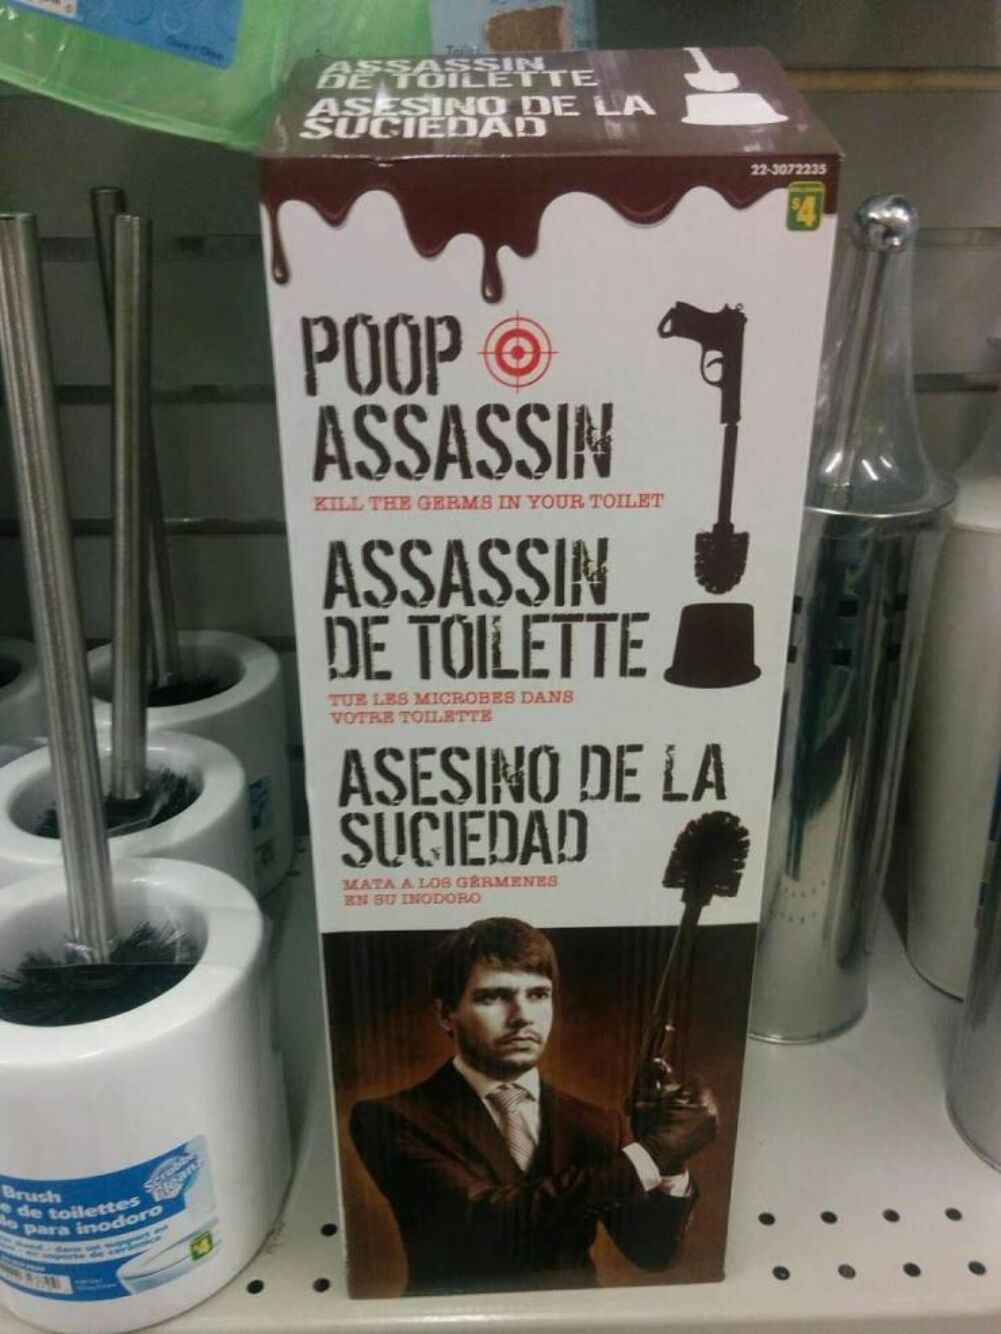 ASSASSIN
DE TOILETTE
ASESINO DE LA
SUCIEDAD
22-3072235
$4
POOP
ASSASSIN
KILL THE GERMS IN YOUR TOILET
ASSASSIN
DE TOILETTE
TUE LES MICROBES DANS
VOTRE TOILETTE
ASESINO DE LA
SUCIEDAD
MATA A LOS GÉRMENES
EN SU INODORO
Brush
e de toilettes
para inodoro
$4